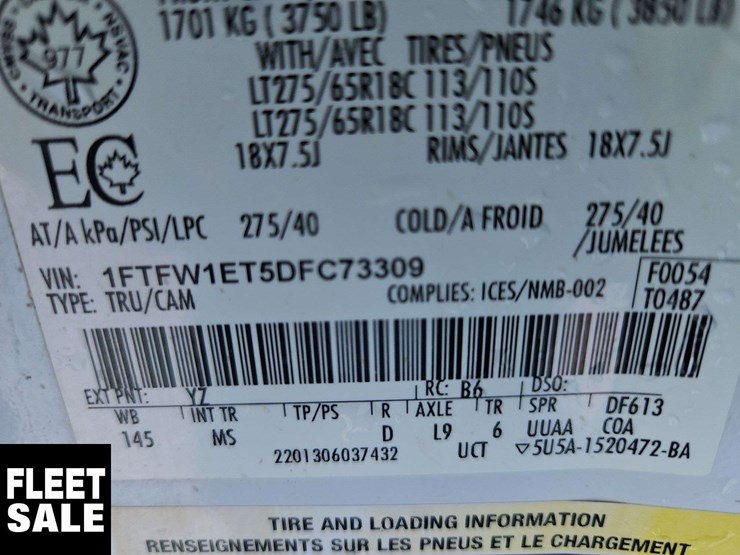 1701 KG ( 3750 LB)
1746 KG ( 3850 LB)
WITH/AVEC TIRES/PNEUS
LT275/65R18C 113/110S
LT275/65R18C 113/110S
18X7.5J RIMS/JANTES 18X7.5J
977
TRANSPORT
EC
AT/A kPa/PSI/LPC 275/40 COLD/A FROID 275/40
/JUMELEES
VIN: 1FTFW1ET5DFC73309
F0054
TYPE: TRU/CAM COMPLIES: ICES/NMB-002
T0487
EXT PNT: YZ RC: B6 DSO:
WB INT TR TP/PS R AXLE TR SPR DF613
145 MS D L9 6 UUAA COA
2201306037432 UCT ▽5U5A-1520472-BA
FLEET
SALE
TIRE AND LOADING INFORMATION
RENSEIGNEMENTS SUR LES PNEUS ET LE CHARGEMENT